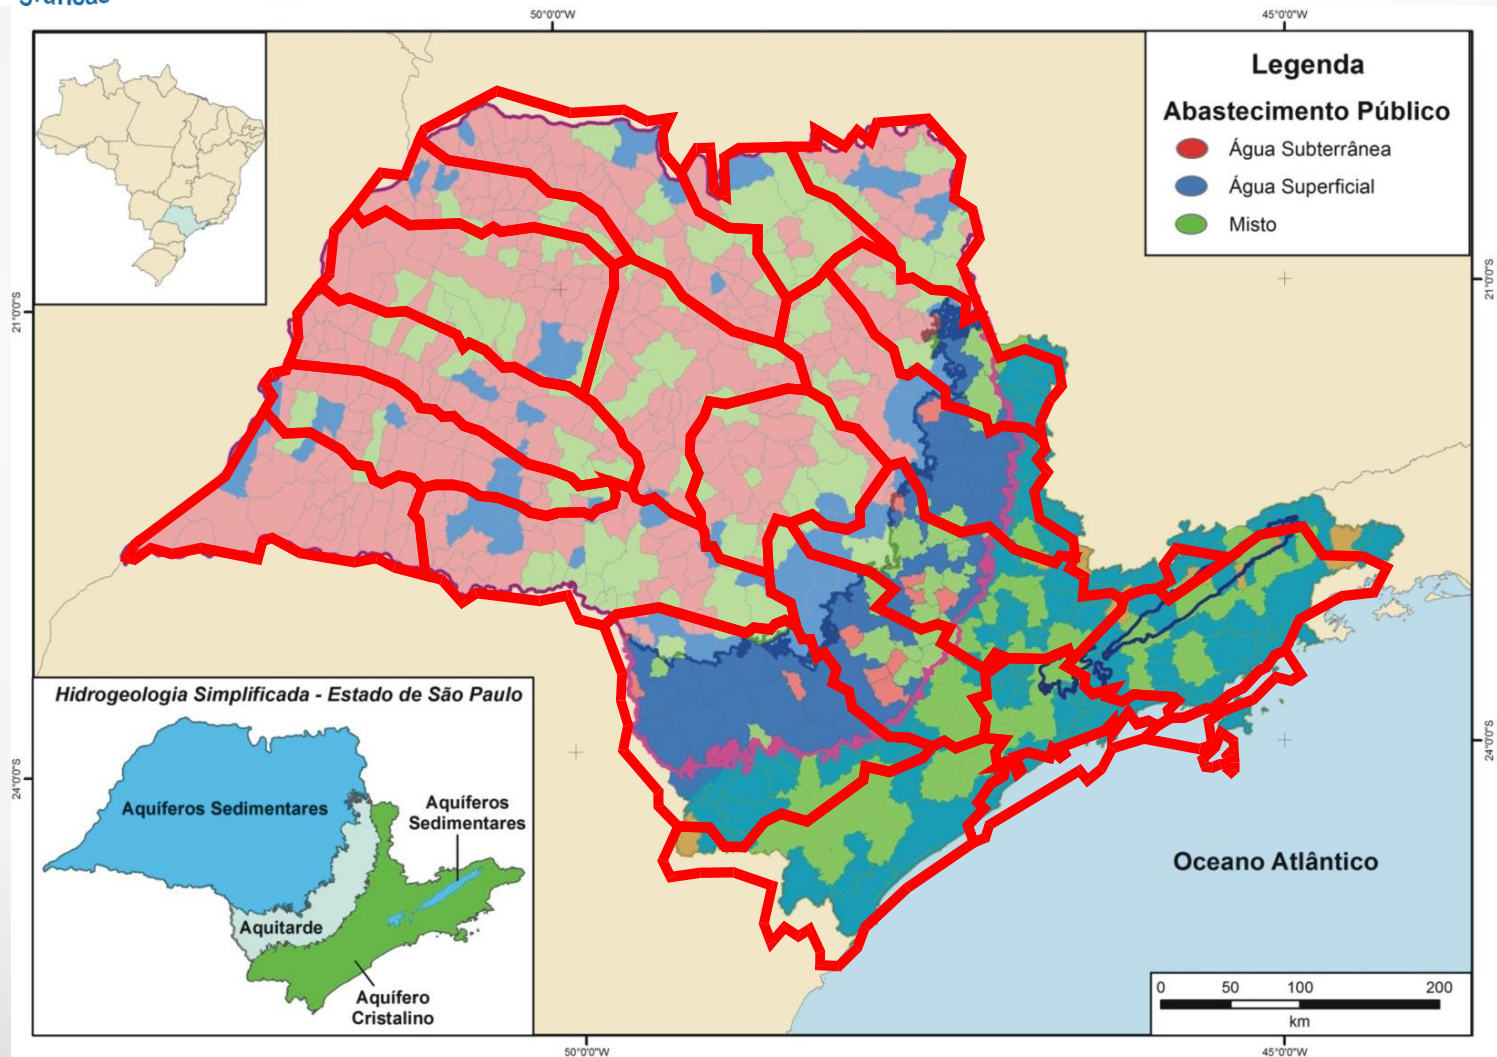 50°0'0"W
45°0'0"W
Legenda
Abastecimento Público
Água Subterrânea
Água Superficial
Misto
21°0'0"S
21°0'0"S
24°0'0"S
24°0'0"S
Hidrogeologia Simplificada - Estado de São Paulo
Aquíferos Sedimentares
Aquíferos
Sedimentares
Aquitarde
Aquífero
Cristalino
Oceano Atlântico
0 50 100 200
km
50°0'0"W
45°0'0"W